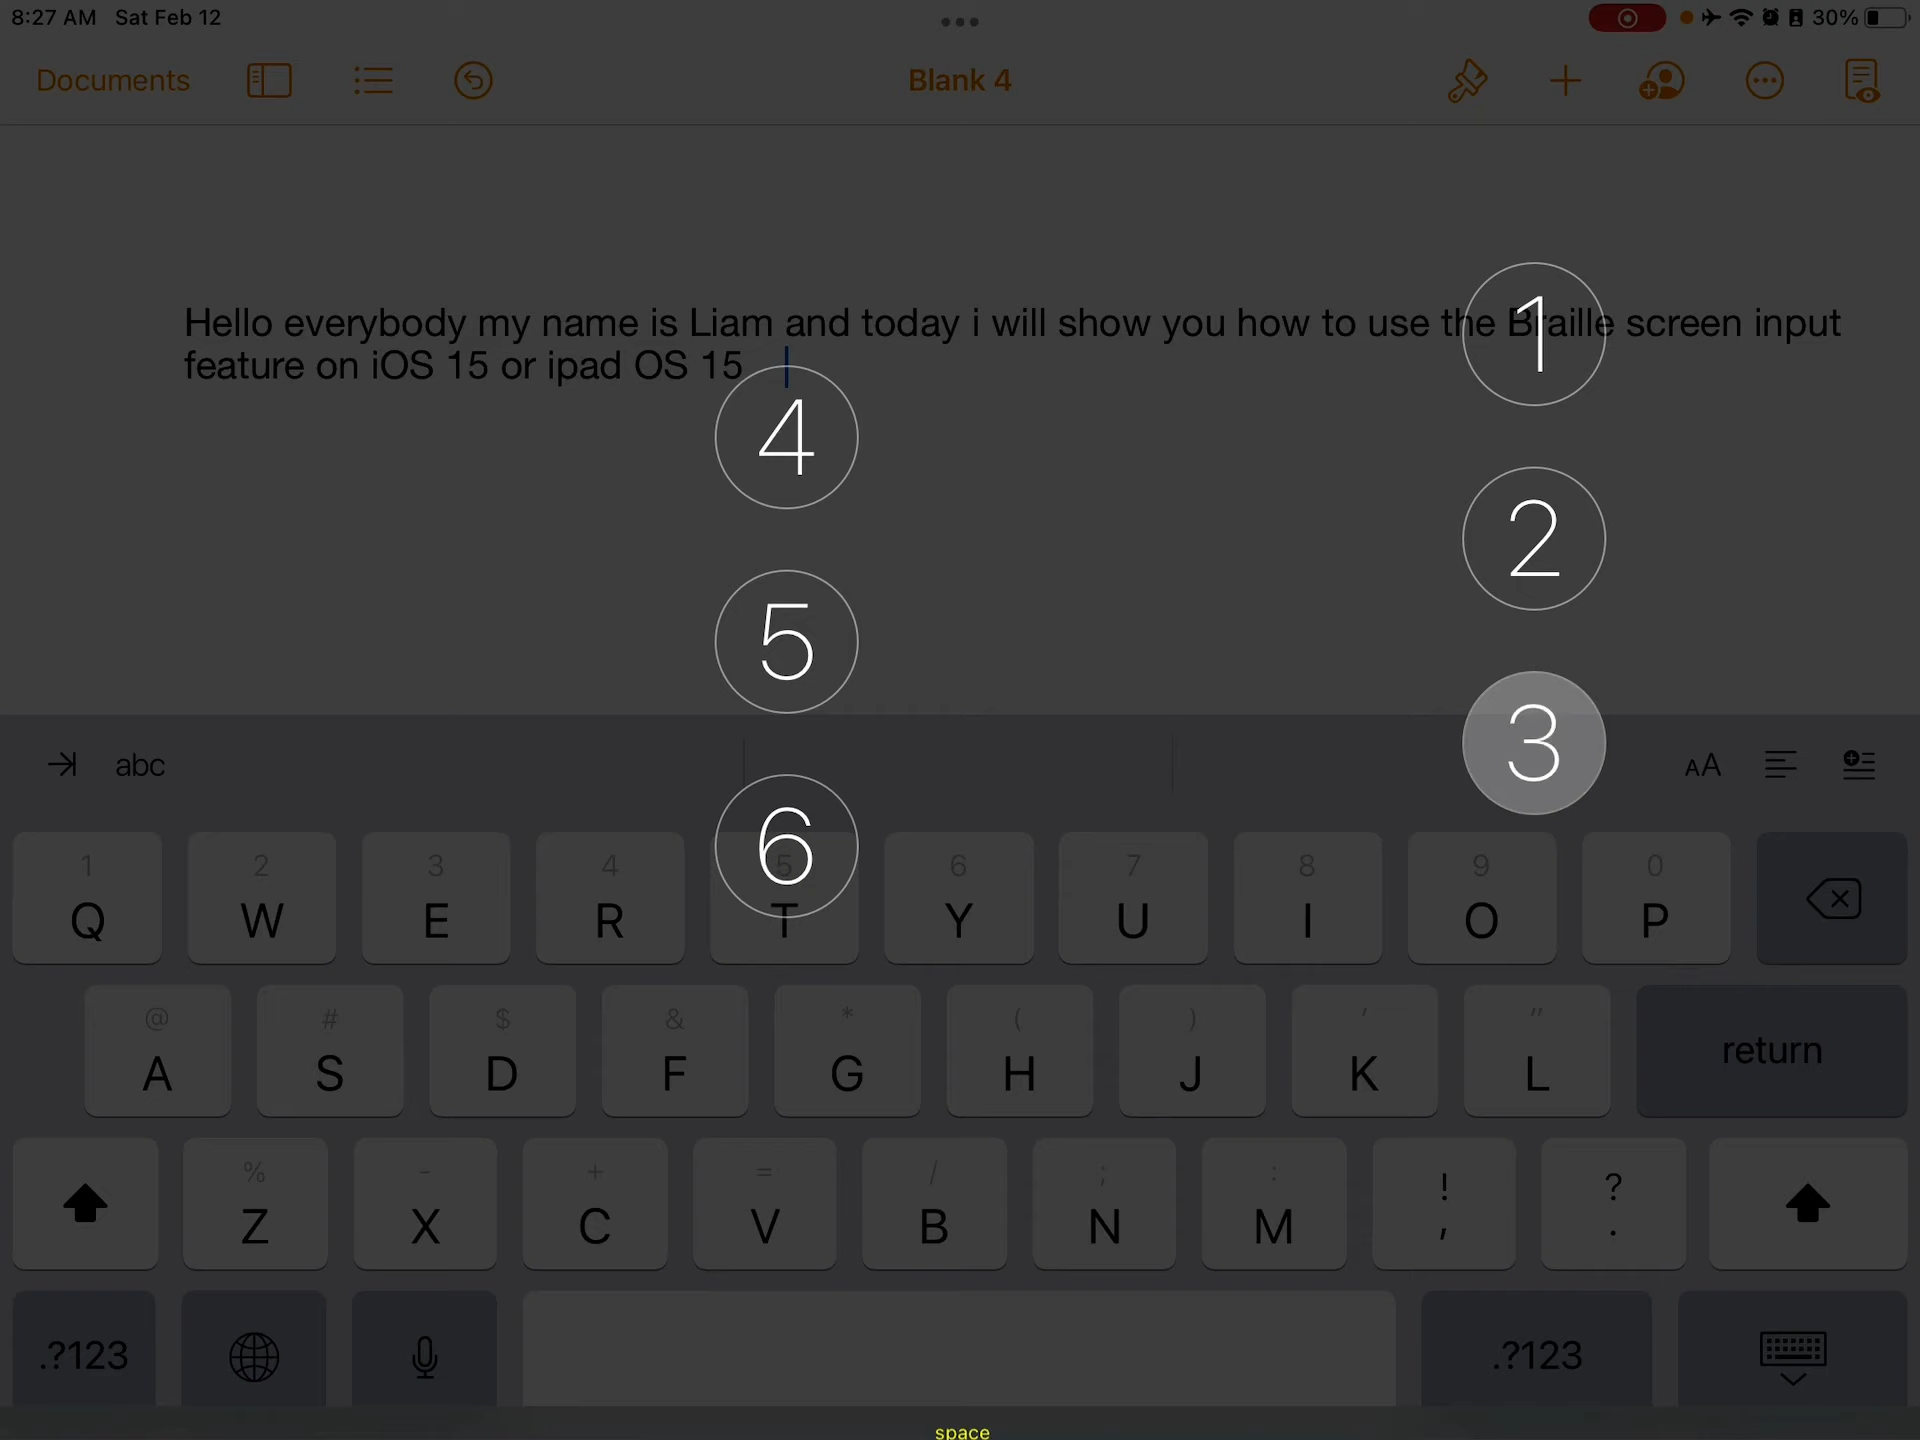 8:27 AM Sat Feb 12
30%
Documents
Blank 4
Hello everybody my name is Liam and today i will show you how to use the Braille screen input
feature on iOS 15 or ipad OS 15
1
4
2
5
3
6
abc
AA
1 2 3 4 5 6 7 8 9 0
Q W E R T Y U I O P
@ # $ & * ( ) ' "
A S D F G H J K L return
% - + = / ; : ! ?
Z X C V B N M , .
.?123 .?123
space